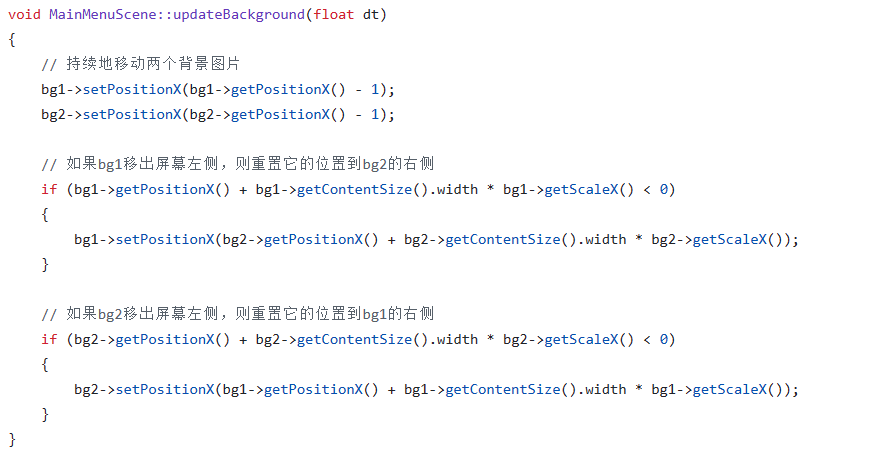 void MainMenuScene::updateBackground(float dt)
{
    // 持续地移动两个背景图片
    bg1->setPositionX(bg1->getPositionX() - 1);
    bg2->setPositionX(bg2->getPositionX() - 1);

    // 如果bg1移出屏幕左侧，则重置它的位置到bg2的右侧
    if (bg1->getPositionX() + bg1->getContentSize().width * bg1->getScaleX() < 0)
    {
        bg1->setPositionX(bg2->getPositionX() + bg2->getContentSize().width * bg2->getScaleX());
    }

    // 如果bg2移出屏幕左侧，则重置它的位置到bg1的右侧
    if (bg2->getPositionX() + bg2->getContentSize().width * bg2->getScaleX() < 0)
    {
        bg2->setPositionX(bg1->getPositionX() + bg1->getContentSize().width * bg1->getScaleX());
    }
}